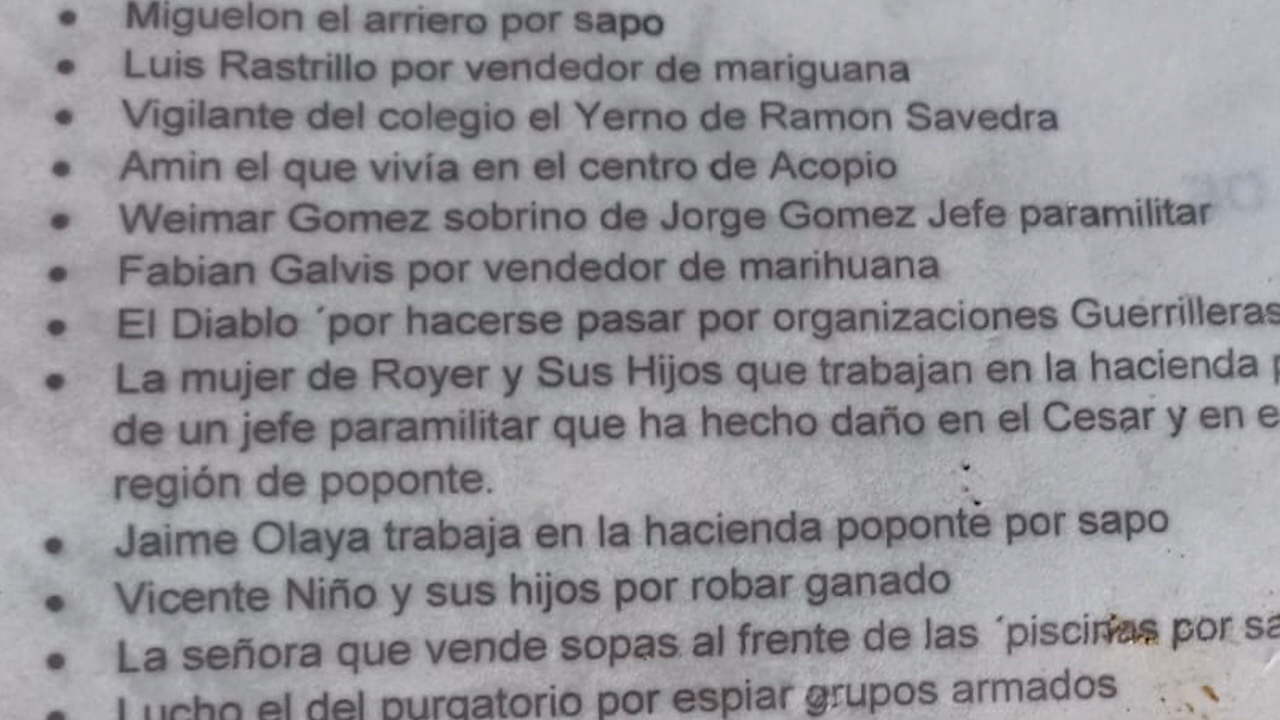 • Miguelon el arriero por sapo
• Luis Rastrillo por vendedor de mariguana
• Vigilante del colegio el Yerno de Ramon Savedra
• Amin el que vivía en el centro de Acopio
• Weimar Gomez sobrino de Jorge Gomez Jefe paramilitar
• Fabian Galvis por vendedor de marihuana
• El Diablo ´por hacerse pasar por organizaciones Guerrilleras
• La mujer de Royer y Sus Hijos que trabajan en la hacienda
de un jefe paramilitar que ha hecho daño en el Cesar y en
región de poponte.
• Jaime Olaya trabaja en la hacienda poponte por sapo
• Vicente Niño y sus hijos por robar ganado
• La señora que vende sopas al frente de las ´piscinas por
• Lucho el del purgatorio por espiar grupos armados